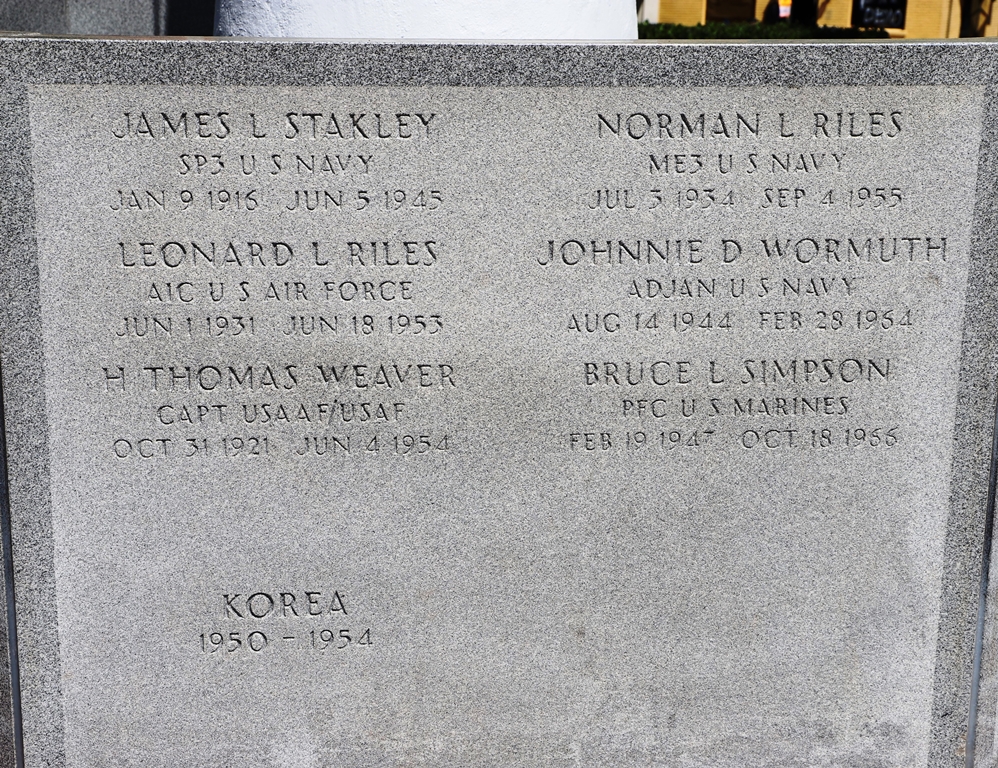 JAMES L STAKLEY
SP3 U S NAVY
JAN 9 1916 JUN 5 1945
LEONARD L RILES
A1C U S AIR FORCE
JUN 1 1931 JUN 18 1953
H THOMAS WEAVER
CAPT USAAF/USAF
OCT 31 1921 JUN 4 1954
KOREA
1950 - 1954
NORMAN L RILES
ME3 U S NAVY
JUL 3 1934 SEP 4 1955
JOHNNIE D WORMUTH
ADJAN U S NAVY
AUG 14 1944 FEB 28 1964
BRUCE L SIMPSON
PFC U S MARINES
FEB 19 1947 OCT 18 1966